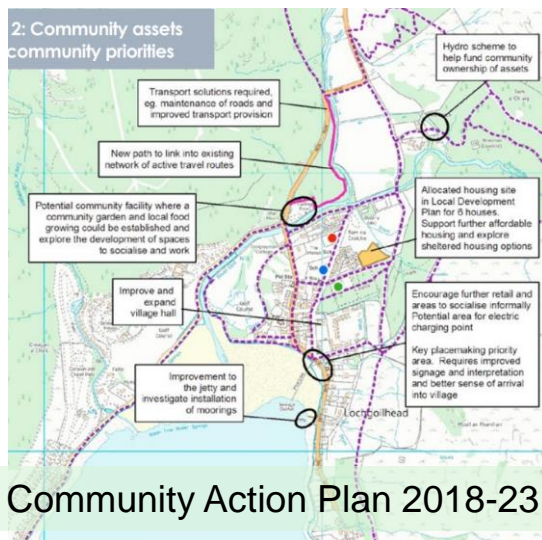 2: Community assets
community priorities
Hydro scheme to
help fund community
ownership of assets
Transport solutions required,
eg. maintenance of roads and
improved transport provision
New path to link into existing
network of active travel routes
Potential community facility where a
community garden and local food
growing could be established and
explore the development of spaces
to socialise and work
Allocated housing site
in Local Development
Plan for 6 houses.
Support further affordable
housing and explore
sheltered housing options
Improve and
expand
village hall
Encourage further retail and
areas to socialise informally
Potential area for electric
charging point
Key placemaking priority
area. Requires improved
signage and interpretation
and better sense of arrival
into village
Improvement to
the jetty and
investigate installation
of moorings
Golf
Course
Lochgoilhead
Community Action Plan 2018-23